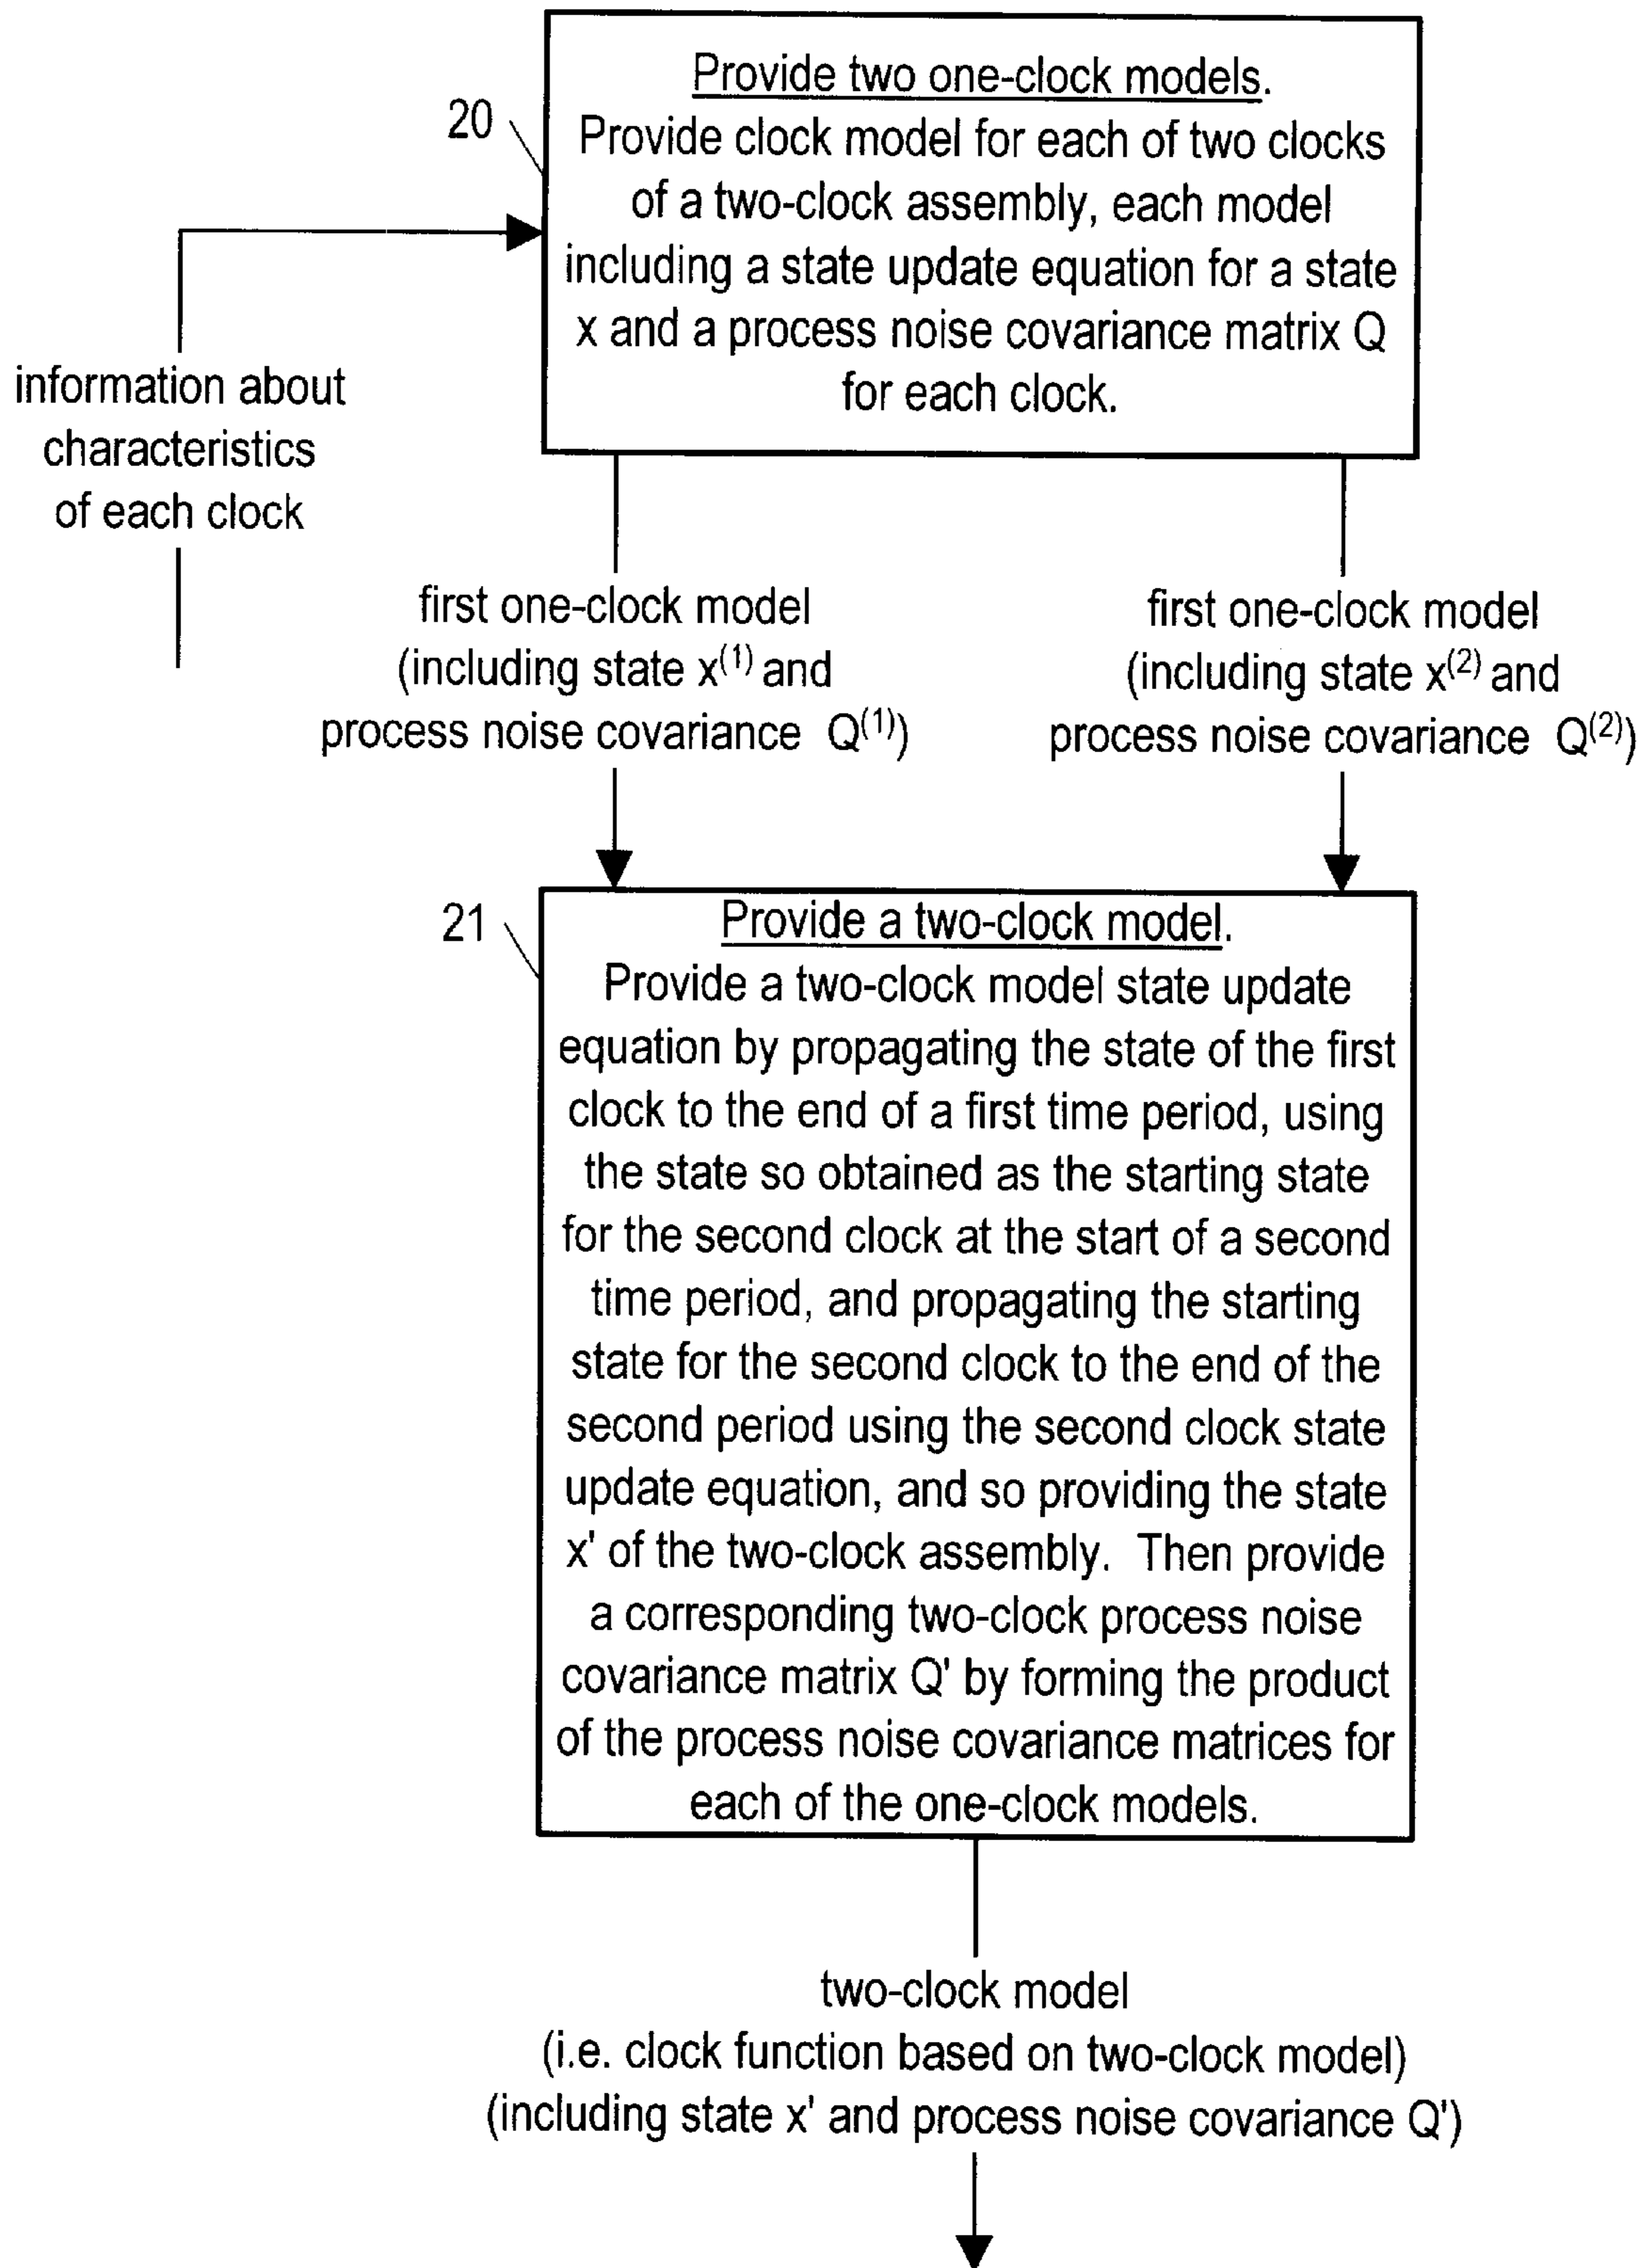 Provide two one-clock models.
20
Provide clock model for each of two clocks
of a two-clock assembly, each model
including a state update equation for a state
x and a process noise covariance matrix Q
for each clock.
information about
characteristics
of each clock
first one-clock model
(including state x⁽¹⁾ and
process noise covariance Q⁽¹⁾)
first one-clock model
(including state x⁽²⁾ and
process noise covariance Q⁽²⁾)
21
Provide a two-clock model.
Provide a two-clock model state update
equation by propagating the state of the first
clock to the end of a first time period, using
the state so obtained as the starting state
for the second clock at the start of a second
time period, and propagating the starting
state for the second clock to the end of the
second period using the second clock state
update equation, and so providing the state
x' of the two-clock assembly. Then provide
a corresponding two-clock process noise
covariance matrix Q' by forming the product
of the process noise covariance matrices for
each of the one-clock models.
two-clock model
(i.e. clock function based on two-clock model)
(including state x' and process noise covariance Q')